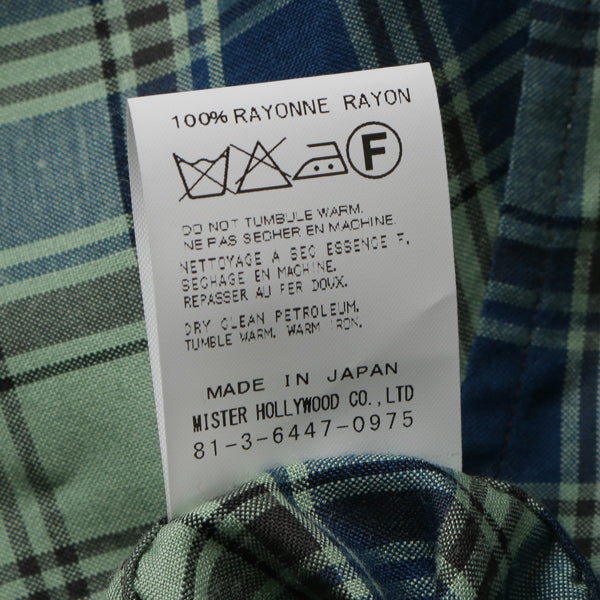 100% RAYONNE RAYON
F
DO NOT TUMBULE WARM.
NE PAS SECHER EN MACHINE.
NETTOYAGE A SEC ESSENCE F.
SECHAGE EN MACHINE.
REPASSER AU FER DOUX.
DRY CLEAN PETROLEUM.
TUMBLE WARM. WARM IRON.
MADE IN JAPAN
MISTER HOLLYWOOD CO.,LTD
81-3-6447-0975